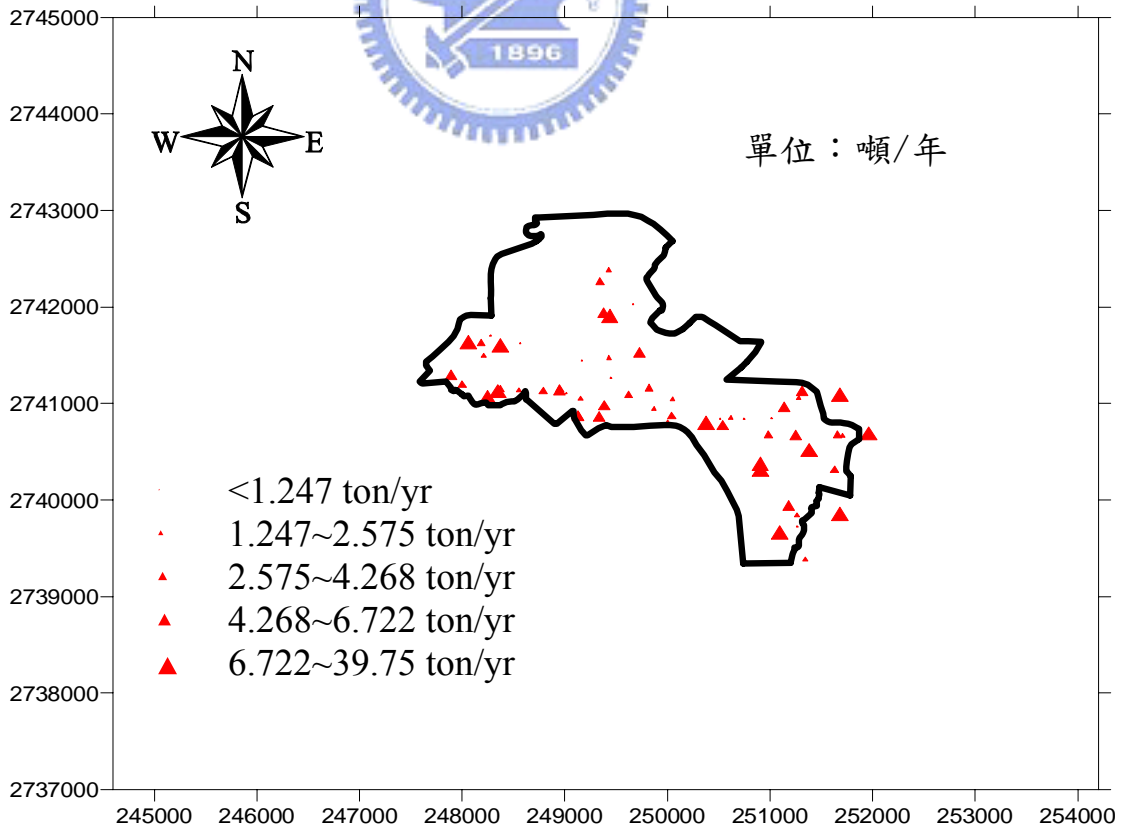 2745000
1896
N
2744000
W
E
單位：噸/年
S
2743000
2742000
2741000
2740000
<1.247 ton/yr
1.247~2.575 ton/yr
2.575~4.268 ton/yr
2739000
4.268~6.722 ton/yr
6.722~39.75 ton/yr
2738000
2737000
245000 246000 247000 248000 249000 250000 251000 252000 253000 254000